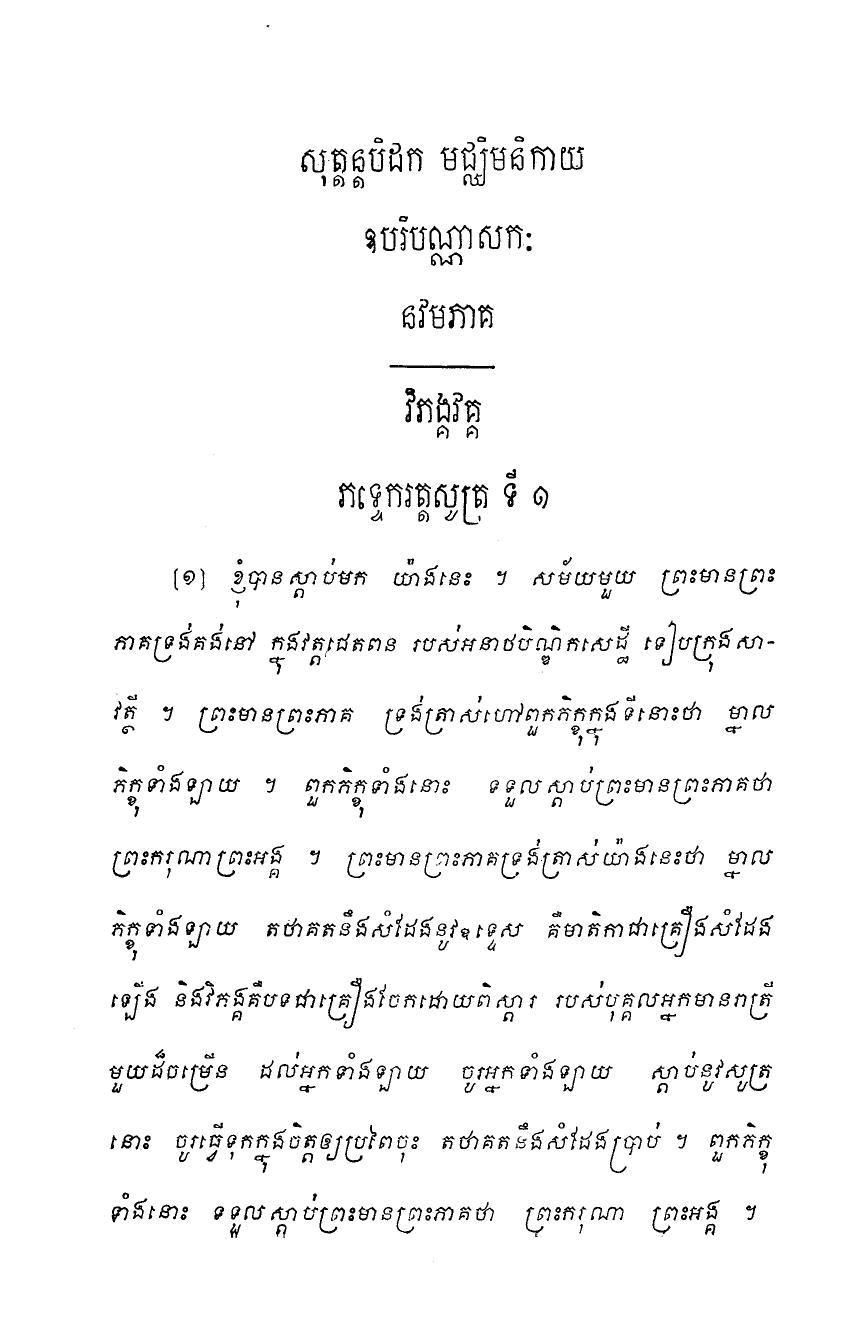 សុត្តន្តបិដក មជ្ឈិមនិកាយ
ឧបរិបណ្ណាសកៈ
នវមភាគ
វិភង្គវគ្គ
ភទ្ទេករត្តសូត្រ ទី ១
[១] ខ្ញុំបានស្តាប់មក យ៉ាងនេះ ។ សម័យមួយ ព្រះមានព្រះ
ភាគទ្រង់គង់នៅ ក្នុងវត្តជេតពន របស់អនាថបិណ្ឌិកសេដ្ឋី ទៀបក្រុងសា-
វត្ថី ។ ព្រះមានព្រះភាគ ទ្រង់ត្រាស់ហៅពួកភិក្ខុក្នុងទីនោះថា ម្នាល
ភិក្ខុទាំងឡាយ ។ ពួកភិក្ខុទាំងនោះ ទទួលស្តាប់ព្រះមានព្រះភាគថា
ព្រះករុណាព្រះអង្គ ។ ព្រះមានព្រះភាគទ្រង់ត្រាស់យ៉ាងនេះថា ម្នាល
ភិក្ខុទាំងឡាយ តថាគតនឹងសំដែងនូវឧទ្ទេស គឺមាតិកាជាគ្រឿងសំដែង
ឡើង និងវិភង្គគឺបទជាគ្រឿងចែកដោយពិស្តារ របស់បុគ្គលអ្នកមានរាត្រី
មួយដ៏ចម្រើន ដល់អ្នកទាំងឡាយ ចូរអ្នកទាំងឡាយ ស្តាប់នូវសូត្រ
នោះ ចូរធ្វើទុកក្នុងចិត្តឲ្យប្រពៃចុះ តថាគតនឹងសំដែងប្រាប់ ។ ពួកភិក្ខុ
ទាំងនោះ ទទួលស្តាប់ព្រះមានព្រះភាគថា ព្រះករុណា ព្រះអង្គ ។